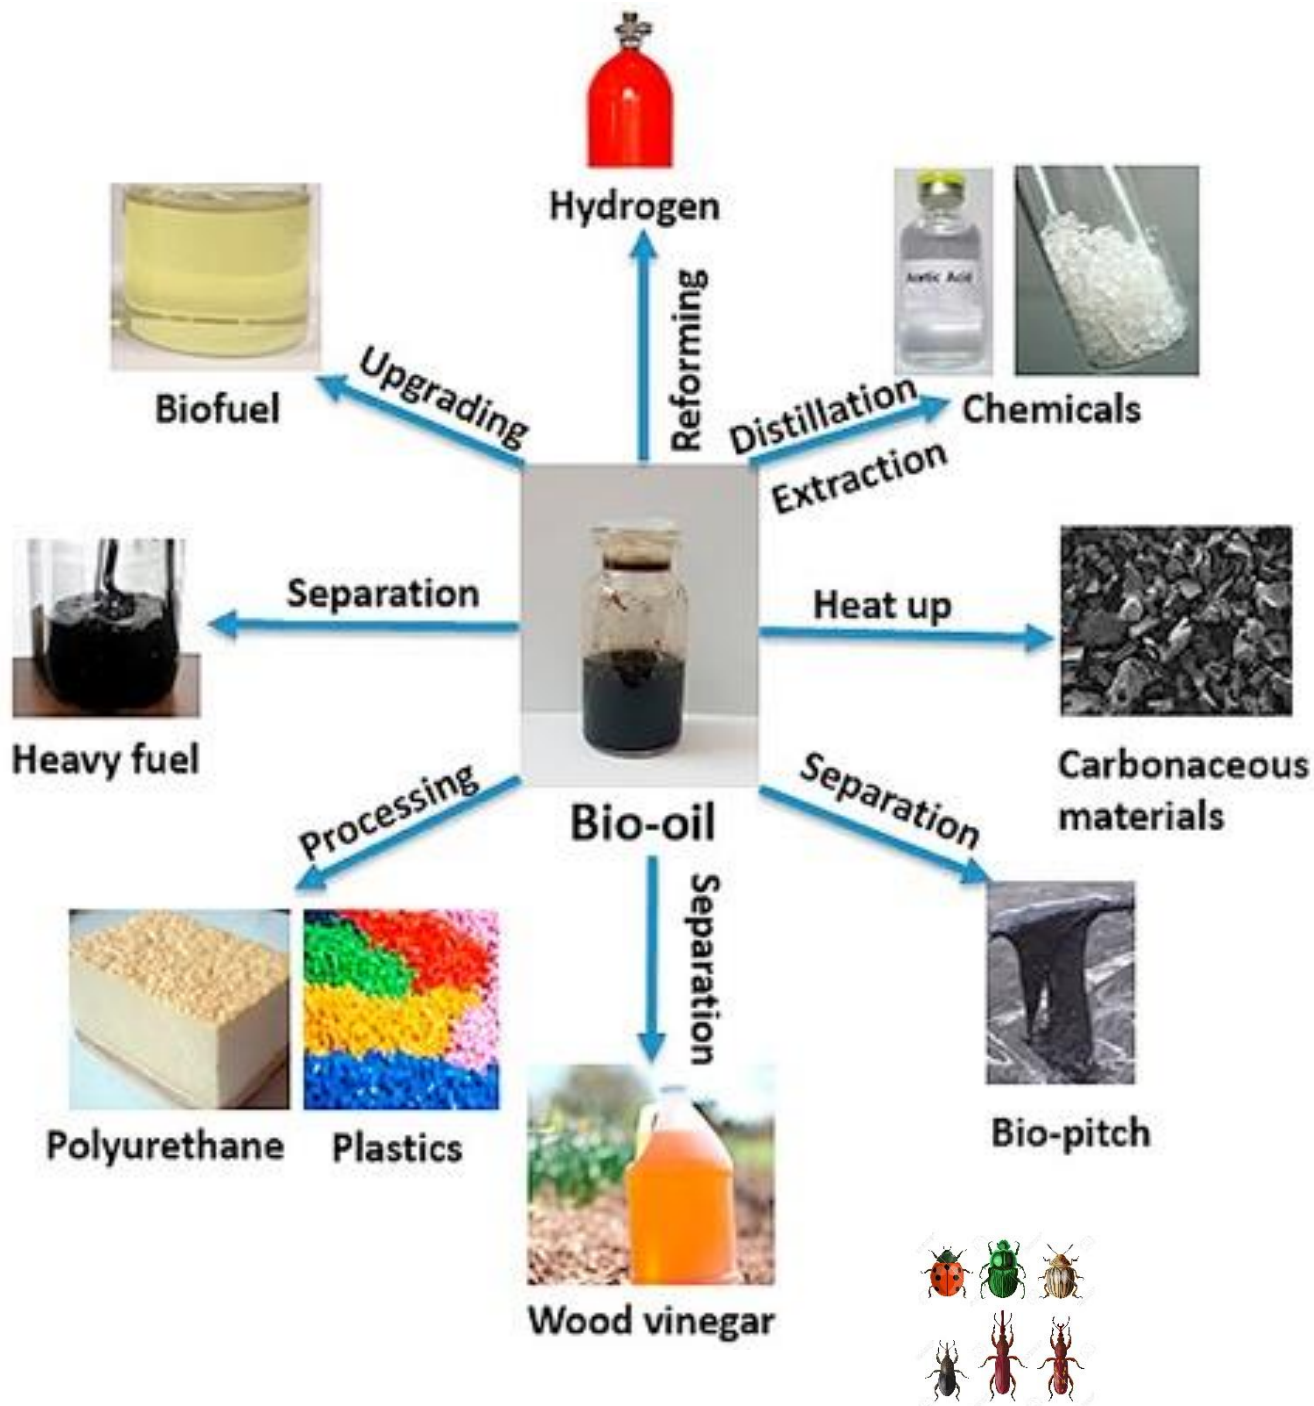 Hydrogen
Reforming
Acetic Acid
Upgrading
Biofuel
Distillation
Chemicals
Extraction
Separation
Heat up
Heavy fuel
Bio-oil
Carbonaceous
materials
Processing
Separation
Separation
Polyurethane
Plastics
Bio-pitch
Wood vinegar